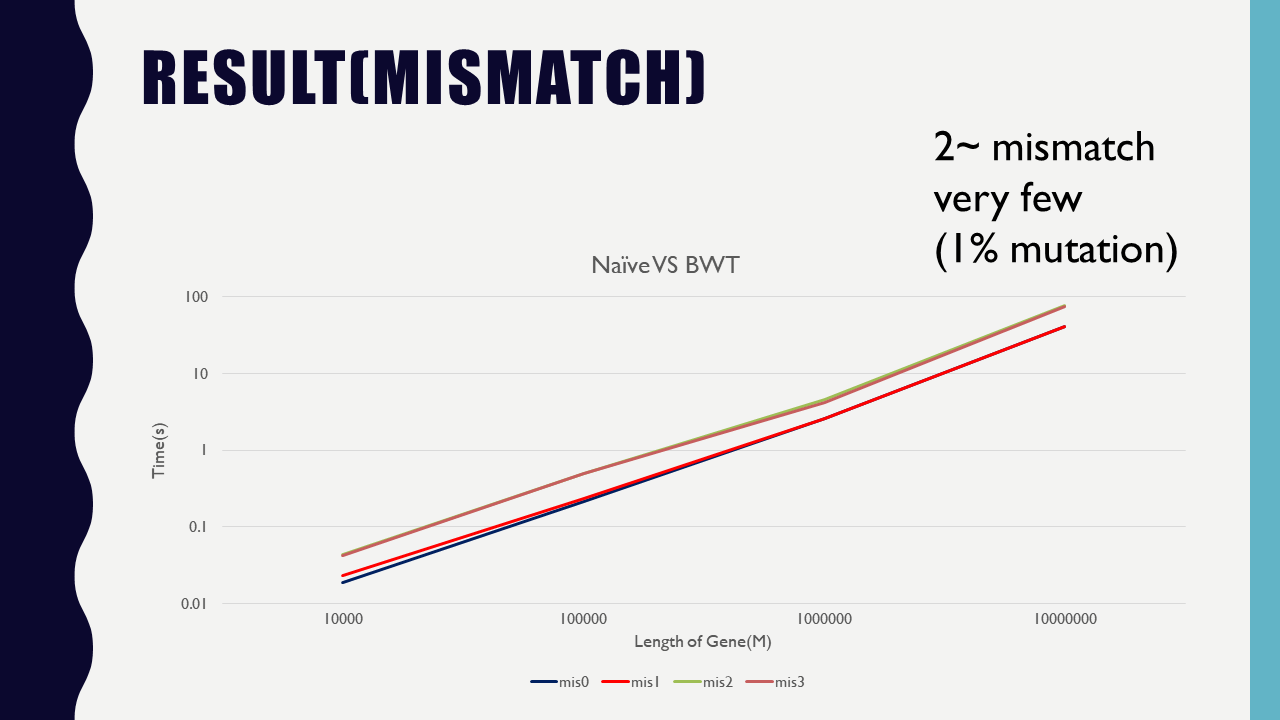 RESULT(MISMATCH)
2~ mismatch
very few
(1% mutation)
Naïve VS BWT
100
10
1
0.1
0.01
Time(s)
10000 100000 1000000 10000000
Length of Gene(M)
mis0 mis1 mis2 mis3